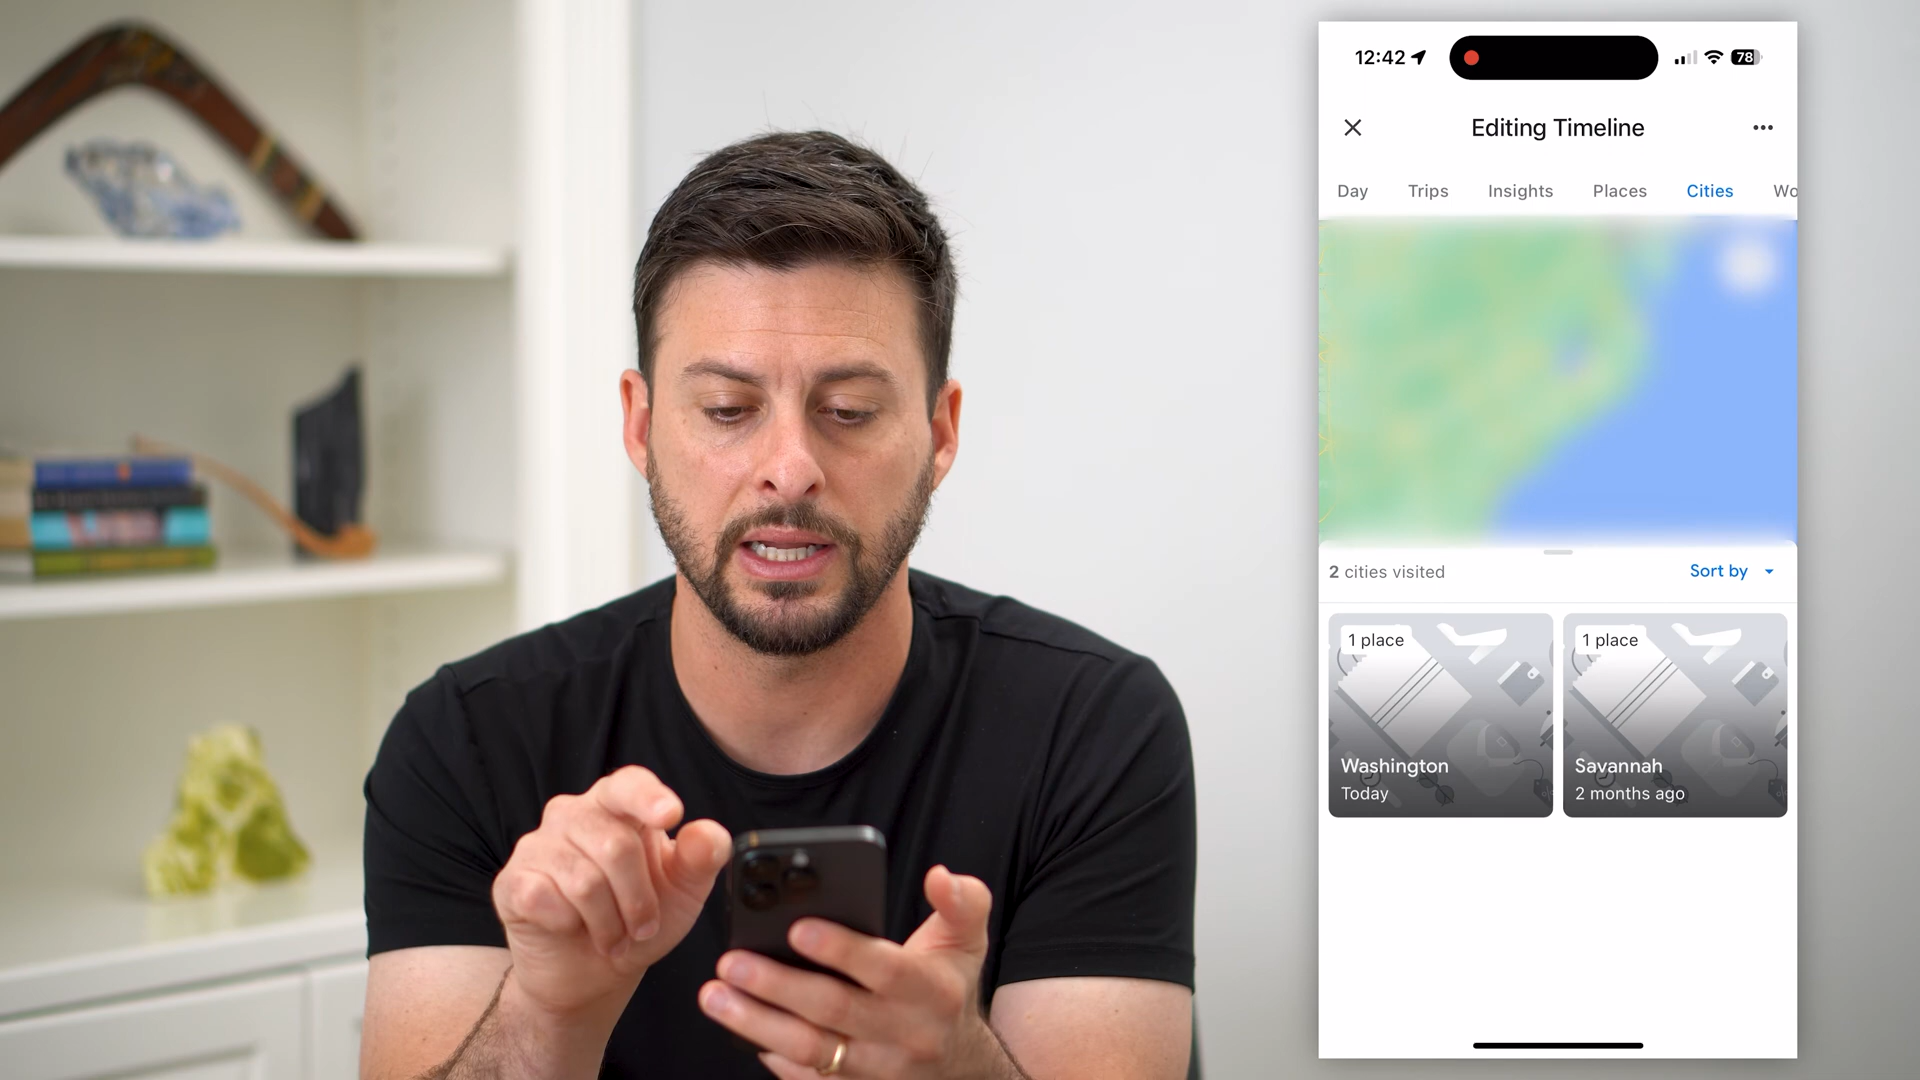 12:42
78
Editing Timeline
Day Trips Insights Places Cities Wo
2 cities visited
Sort by
1 place
Washington
Today
1 place
Savannah
2 months ago